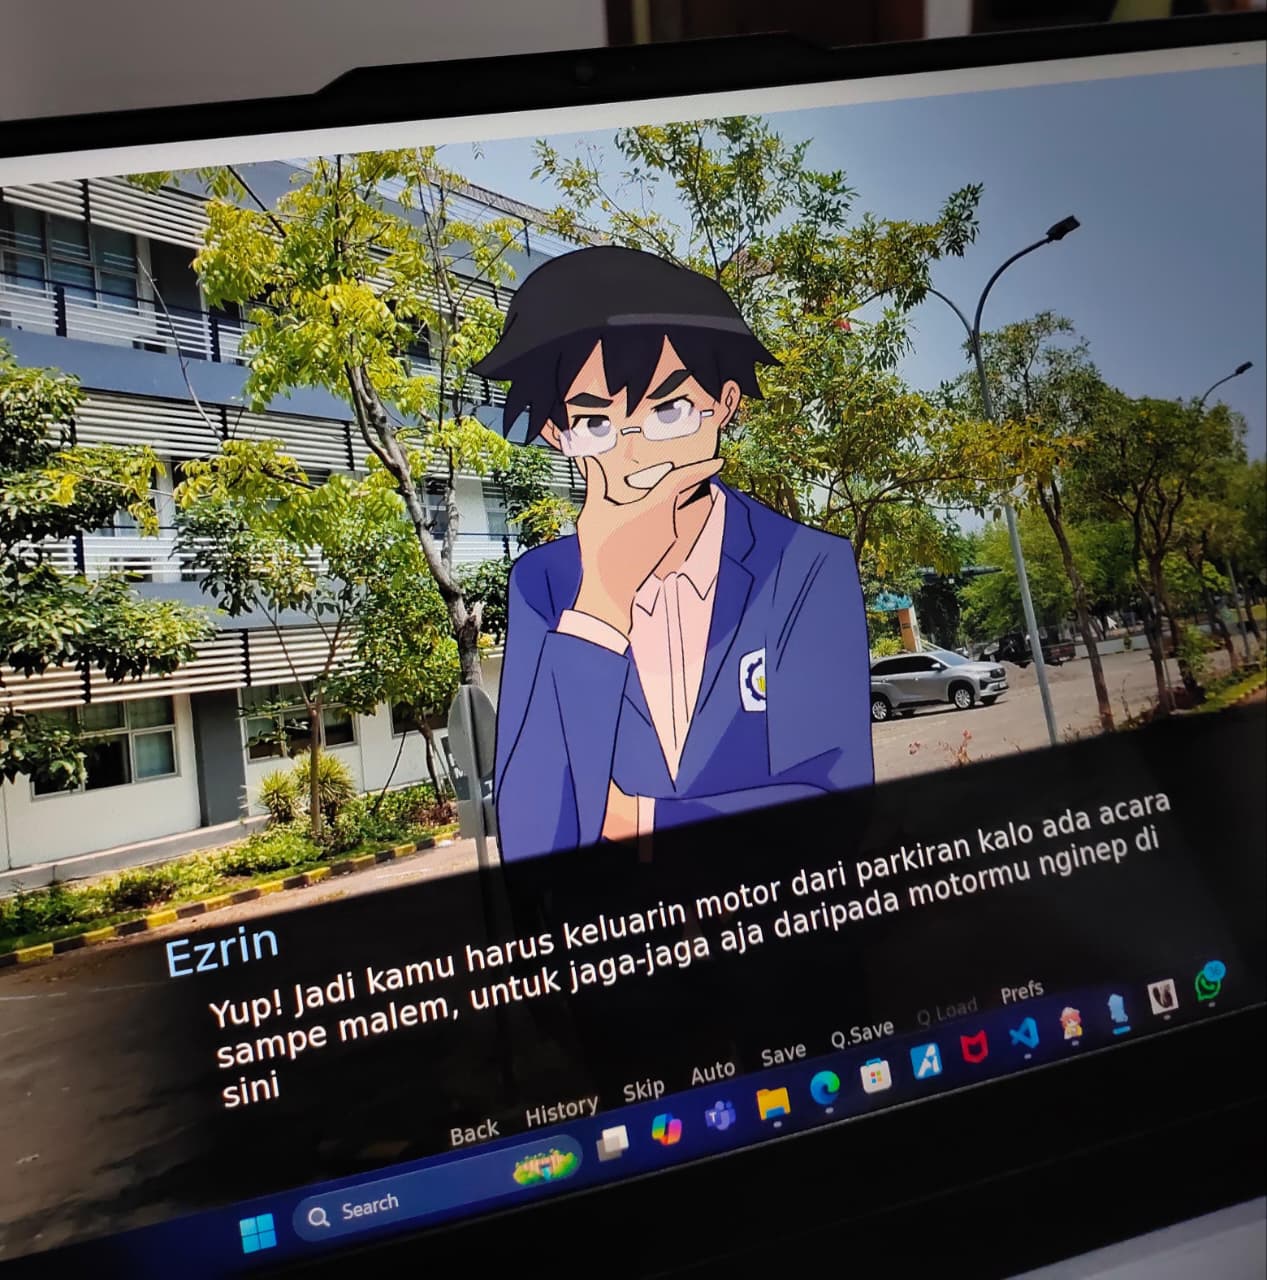 Ezrin
Yup! Jadi kamu harus keluarin motor dari parkiran kalo ada acara
sampe malem, untuk jaga-jaga aja daripada motormu nginep di
sini
Back History Skip Auto Save Q.Save Q.Load Prefs
Search